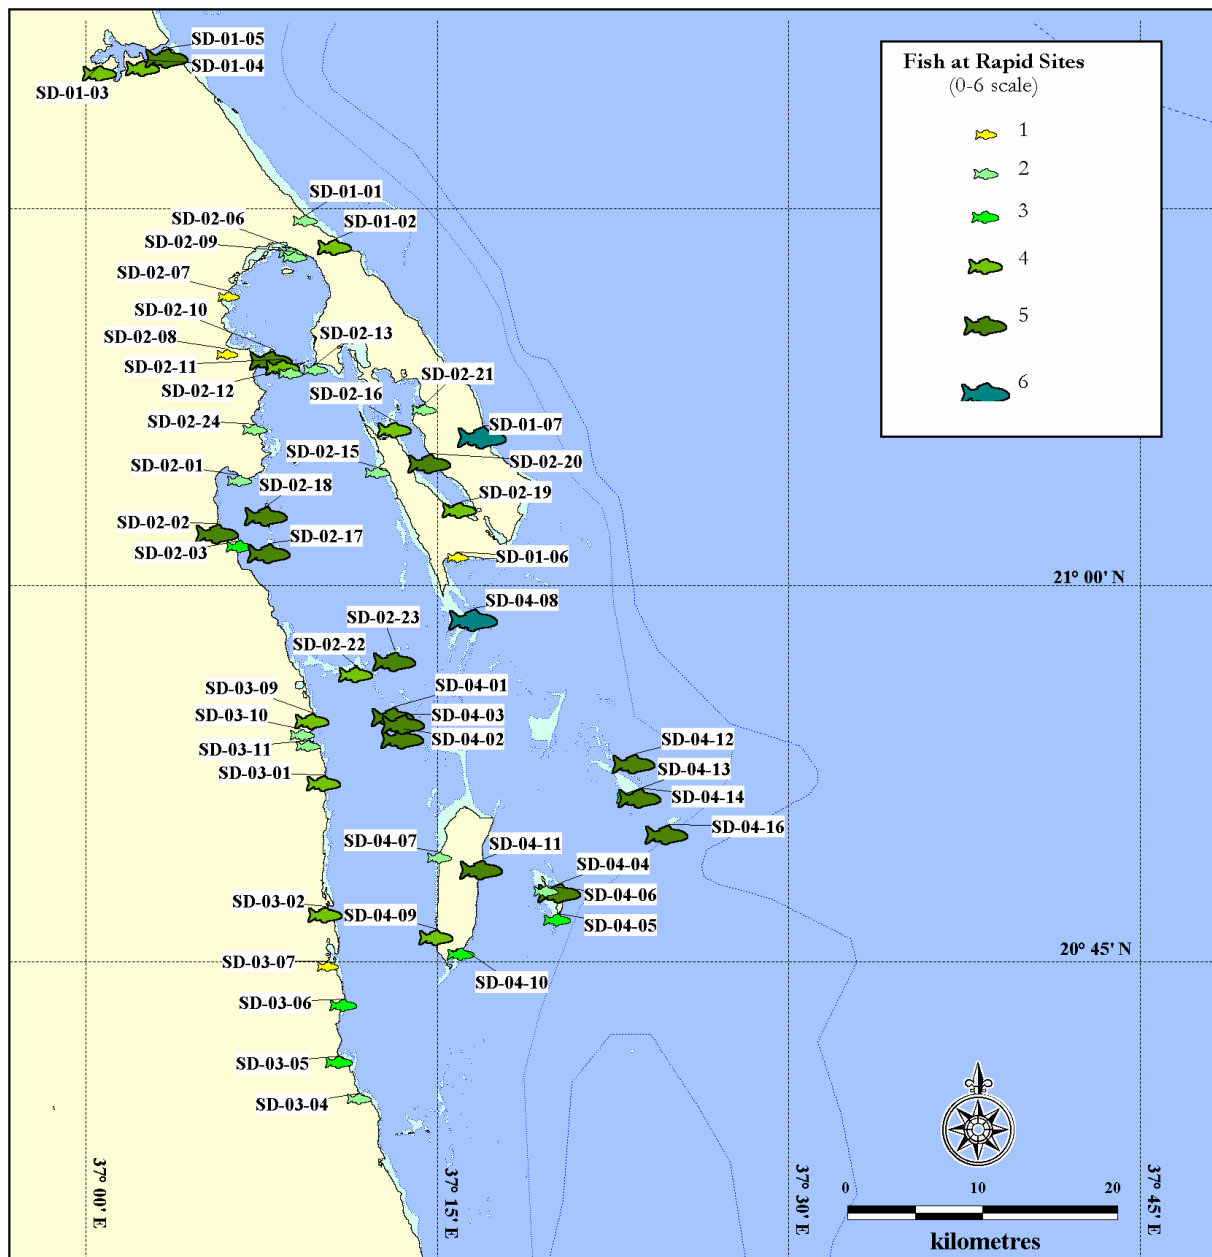 SD-01-05
SD-01-04
SD-01-03
Fish at Rapid Sites
(0-6 scale)
1
2
3
4
5
6
SD-01-01
SD-02-06
SD-01-02
SD-02-09
SD-02-07
SD-02-10
SD-02-13
SD-02-08
SD-02-11
SD-02-12
SD-02-21
SD-02-16
SD-02-24
SD-01-07
SD-02-15
SD-02-20
SD-02-01
SD-02-18
SD-02-19
SD-02-02
SD-02-17
SD-02-03
SD-01-06
21° 00' N
SD-04-08
SD-02-23
SD-02-22
SD-04-01
SD-03-09
SD-03-10
SD-04-03
SD-04-02
SD-03-11
SD-04-12
SD-03-01
SD-04-13
SD-04-14
SD-04-16
SD-04-07
SD-04-11
SD-04-04
SD-04-06
SD-03-02
SD-04-09
SD-04-05
20° 45' N
SD-03-07
SD-04-10
SD-03-06
SD-03-05
SD-03-04
37° 00' E
37° 15' E
37° 30' E
37° 45' E
0 10 20
kilometres